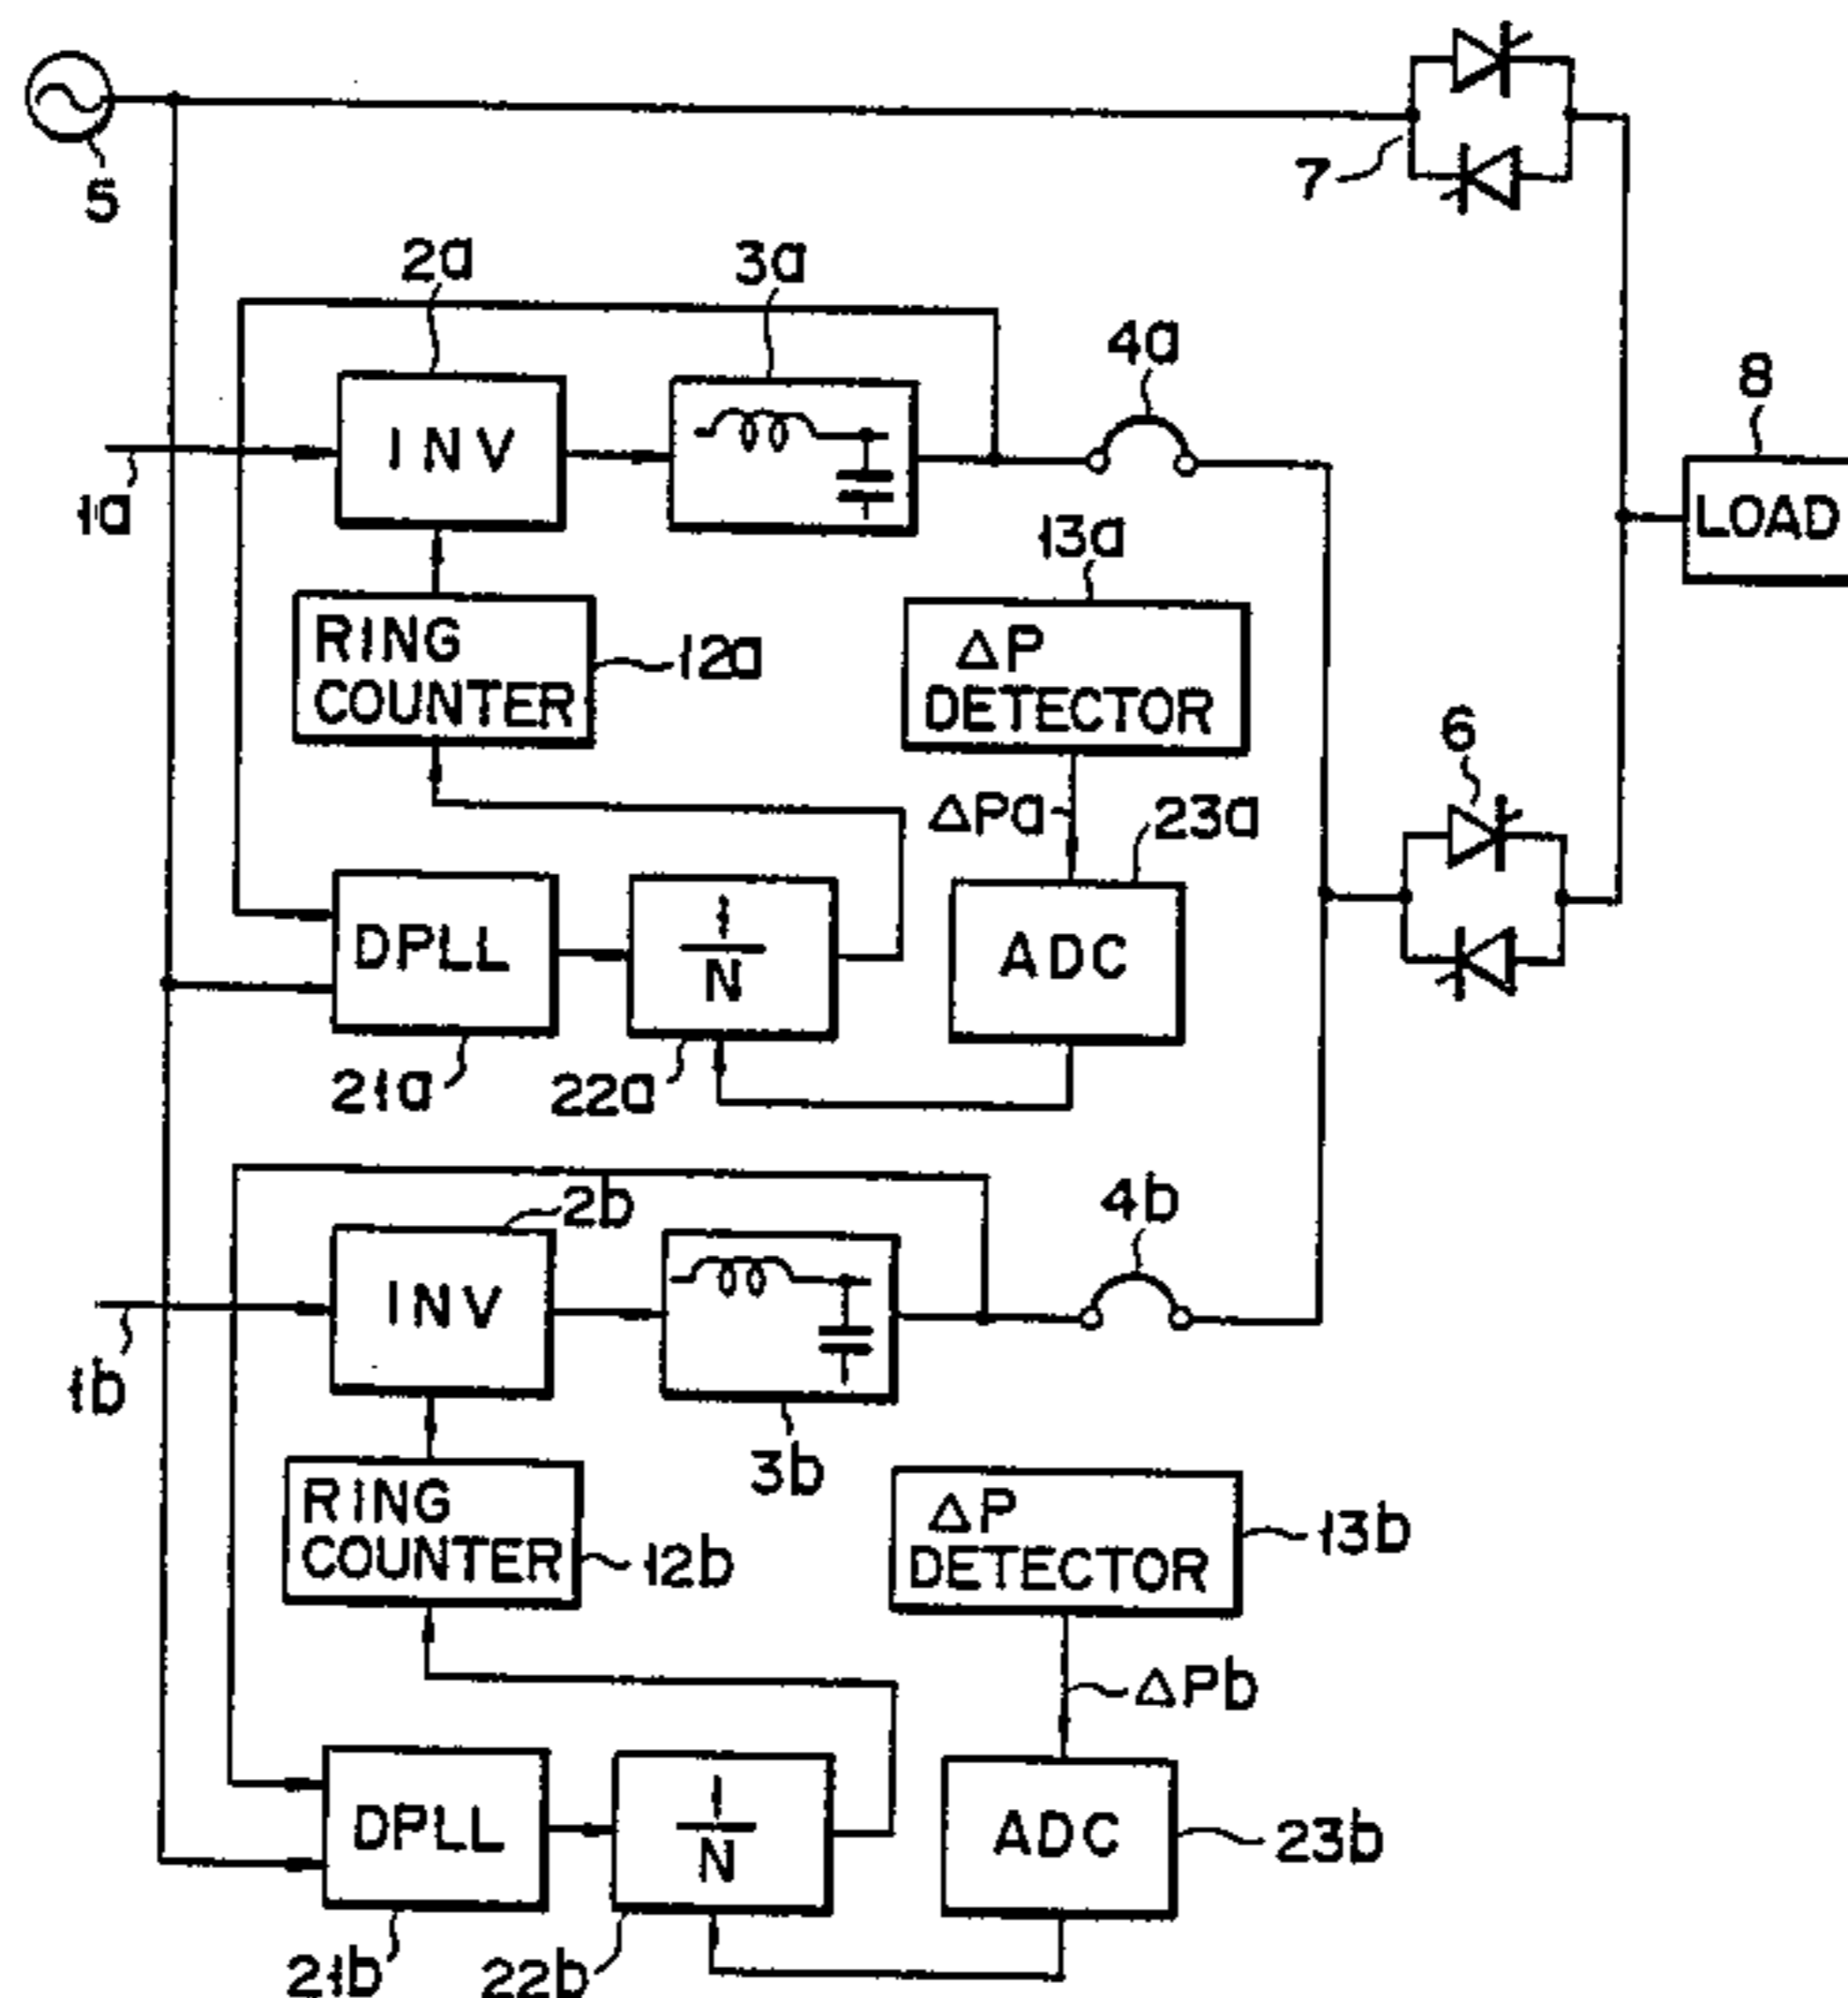 5
7
2a
3a
4a
8
INV
LOAD
1a
13a
RING
COUNTER
12a
ΔP
DETECTOR
6
ΔPa
23a
DPLL
1
N
ADC
21a
22a
2b
4b
INV
1b
3b
RING
COUNTER
12b
ΔP
DETECTOR
13b
ΔPb
DPLL
1
N
ADC
23b
21b
22b